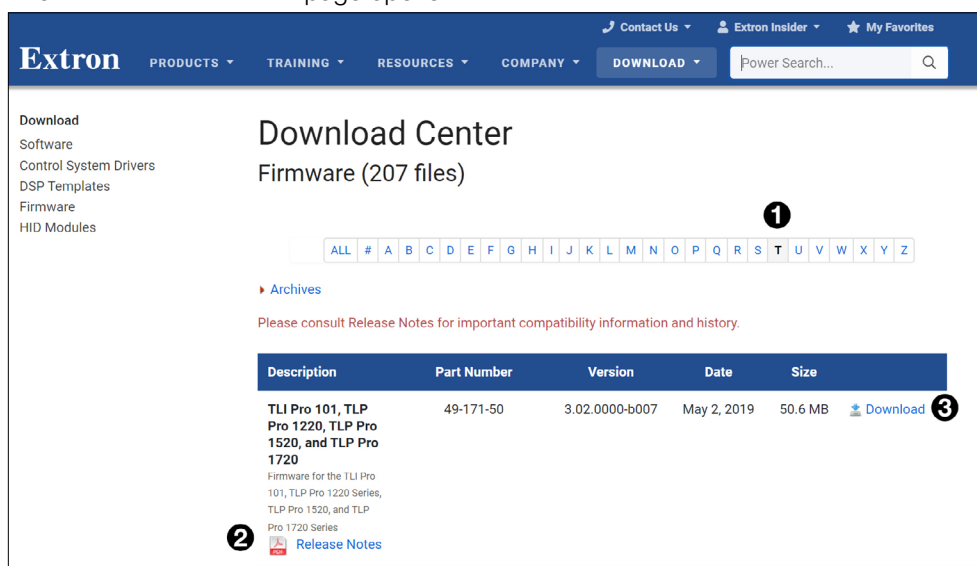 page opens
Contact Us Extron Insider My Favorites
Extron PRODUCTS TRAINING RESOURCES COMPANY DOWNLOAD Power Search...
Download
Software
Control System Drivers
DSP Templates
Firmware
HID Modules
Download Center
Firmware (207 files)
1
ALL # A B C D E F G H I J K L M N O P Q R S T U V W X Y Z
Archives
Please consult Release Notes for important compatibility information and history.
Description Part Number Version Date Size
TLI Pro 101, TLP 49-171-50 3.02.0000-b007 May 2, 2019 50.6 MB Download 3
Pro 1220, TLP Pro
1520, and TLP Pro
1720
Firmware for the TLI Pro
101, TLP Pro 1220 Series,
TLP Pro 1520, and TLP
Pro 1720 Series
2 PDF Release Notes